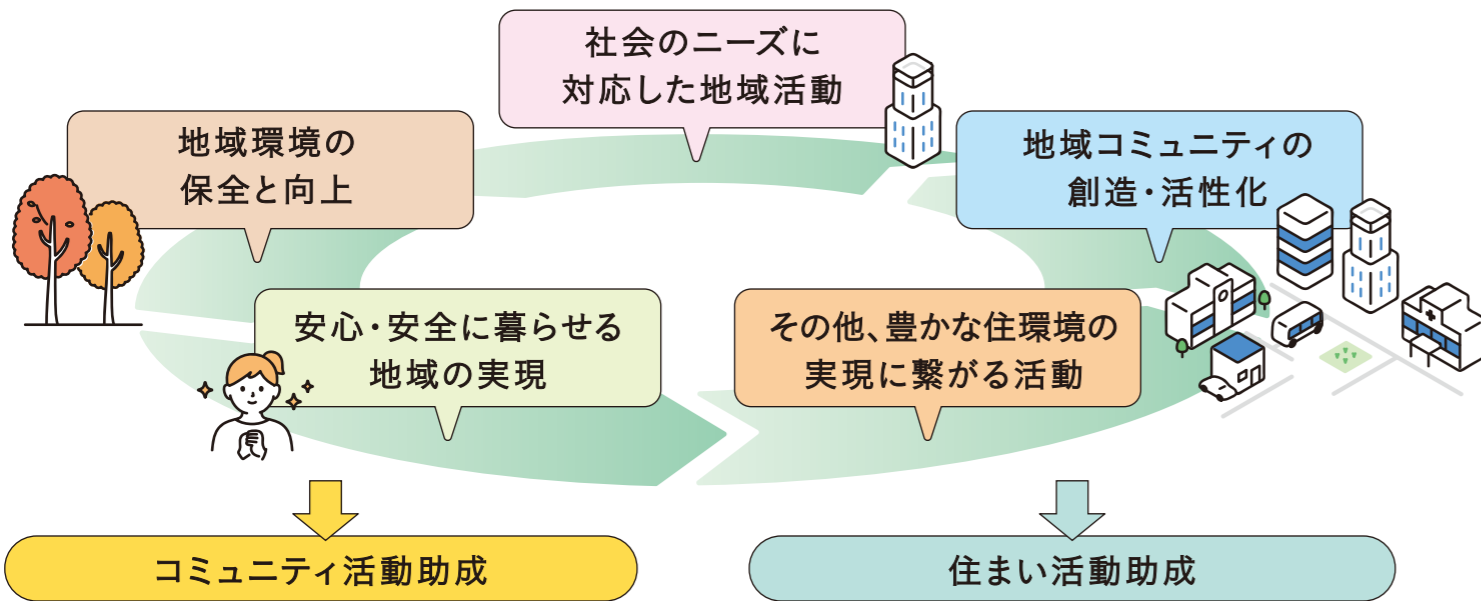 社会のニーズに
対応した地域活動
地域環境の
保全と向上
地域コミュニティの
創造・活性化
安心・安全に暮らせる
地域の実現
その他、豊かな住環境の
実現に繋がる活動
コミュニティ活動助成
住まい活動助成